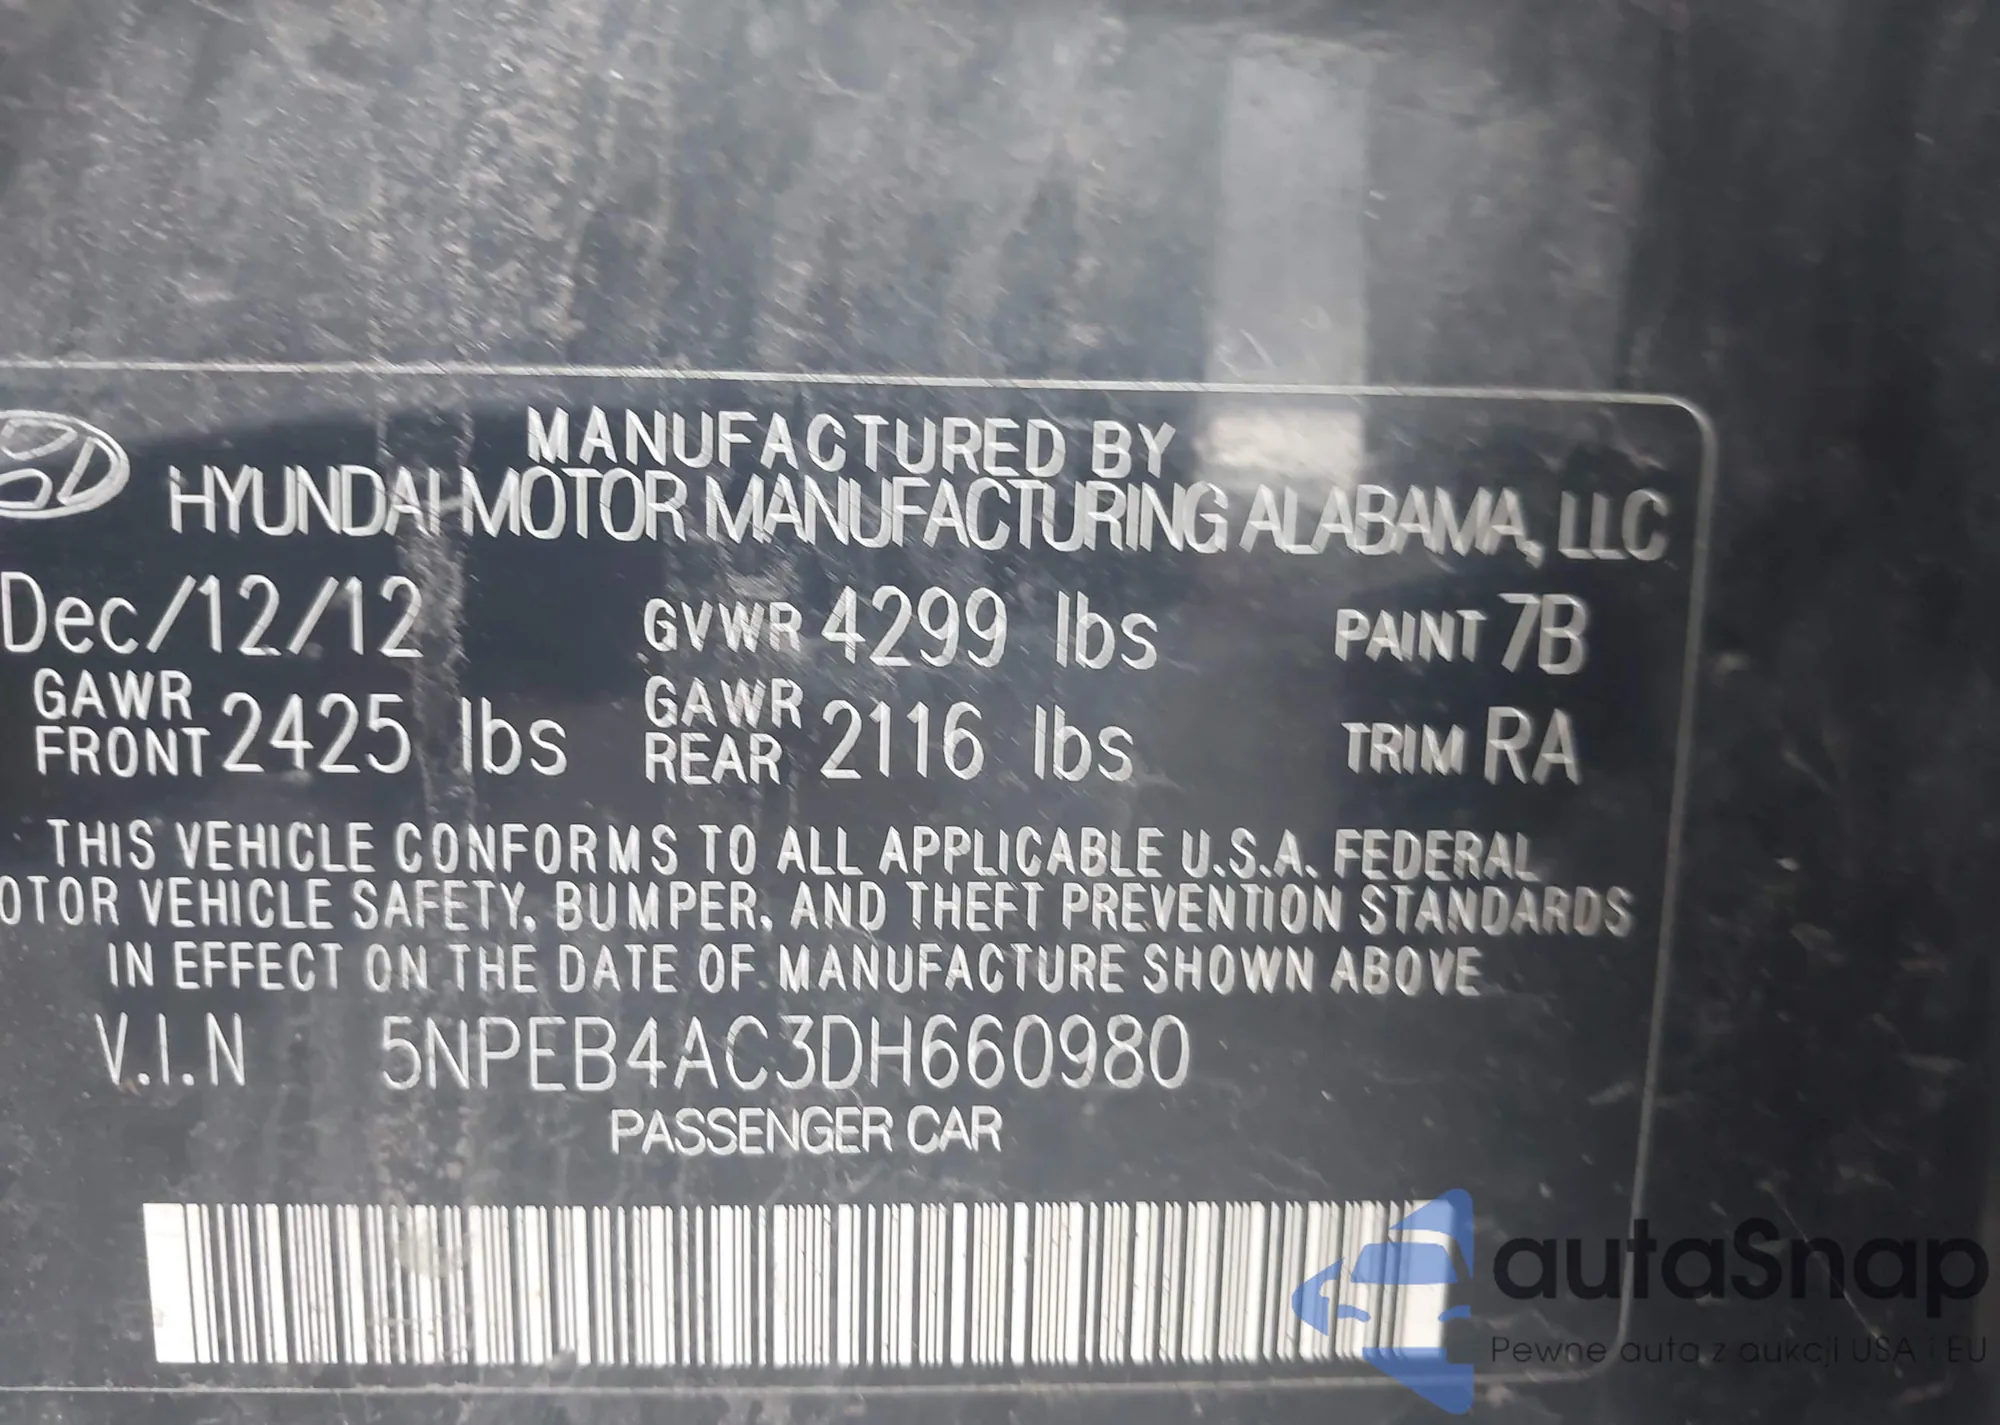 MANUFACTURED BY
HYUNDAI MOTOR MANUFACTURING ALABAMA, LLC
Dec/12/12 GVWR 4299 lbs PAINT 7B
GAWR FRONT 2425 lbs GAWR REAR 2116 lbs TRIM RA
THIS VEHICLE CONFORMS TO ALL APPLICABLE U.S.A. FEDERAL
OTOR VEHICLE SAFETY, BUMPER, AND THEFT PREVENTION STANDARDS
IN EFFECT ON THE DATE OF MANUFACTURE SHOWN ABOVE
V.I.N 5NPEB4AC3DH660980
PASSENGER CAR
autaSnap
Pewne auta z aukcji USA i EU